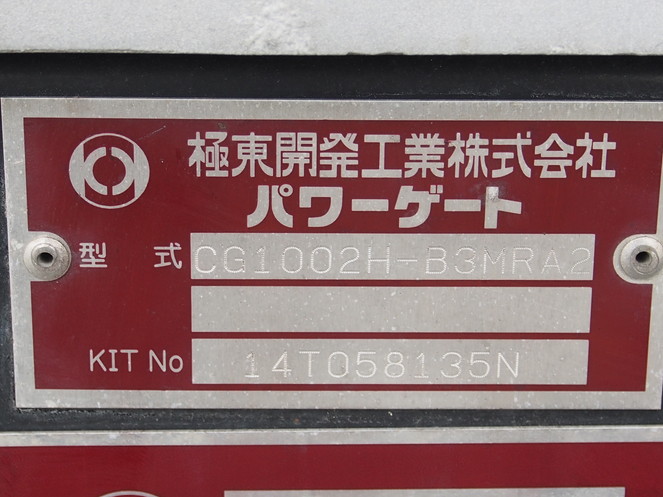 極東開発工業株式会社
パワーゲート
型 式 CG1002H-B3MRA2
KIT No 14T058135N